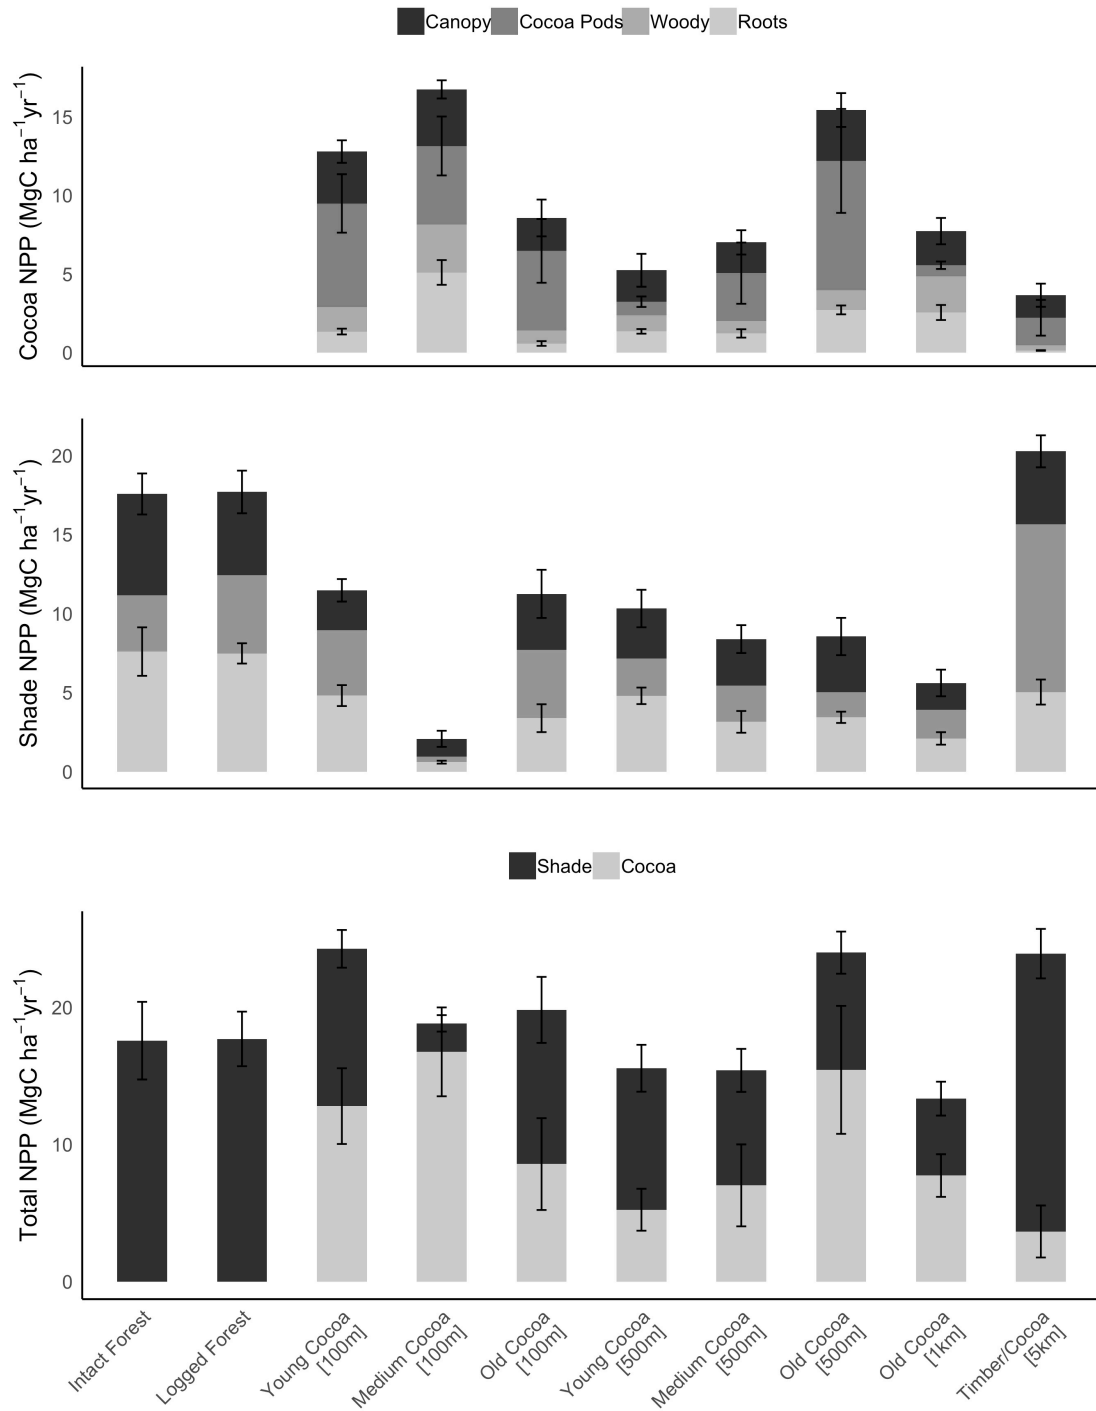 Canopy Cocoa Pods Woody Roots
Cocoa NPP (MgC ha⁻¹yr⁻¹)
15
10
5
0
Shade NPP (MgC ha⁻¹yr⁻¹)
20
15
10
5
0
Shade Cocoa
Total NPP (MgC ha⁻¹yr⁻¹)
20
10
0
Intact Forest
Logged Forest
Young Cocoa
[100m]
Medium Cocoa
[100m]
Old Cocoa
[100m]
Young Cocoa
[500m]
Medium Cocoa
[500m]
Old Cocoa
[500m]
Old Cocoa
[1km]
Timber/Cocoa
[5km]